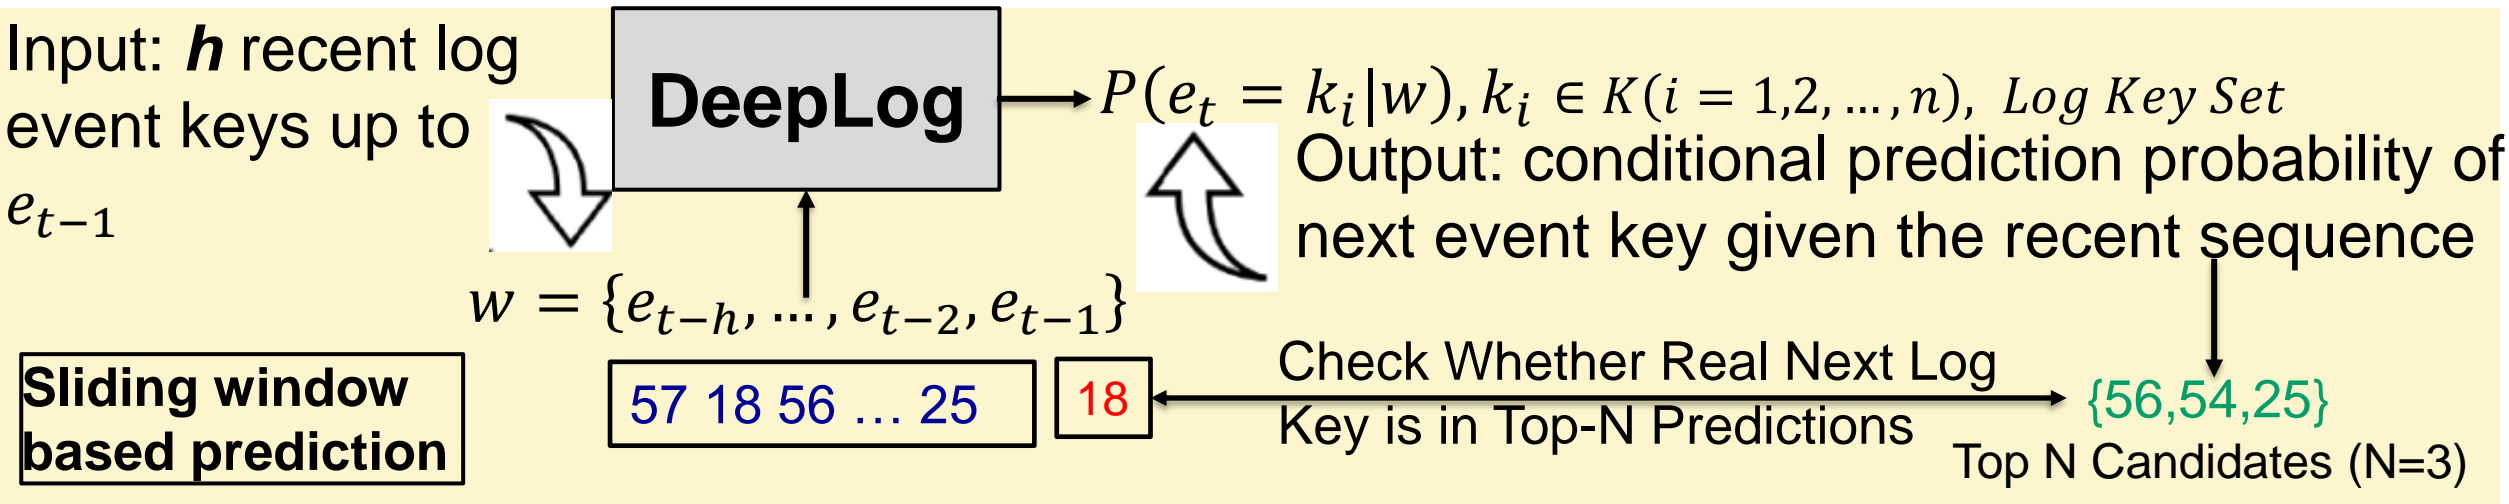 Input: h recent log
event keys up to
e_{t−1}
DeepLog
P(e_t = k_i|w), k_i ∈ K(i = 1,2, …, n), Log Key Set
Output: conditional prediction probability of
next event key given the recent sequence
w = {e_{t−h}, … , e_{t−2}, e_{t−1}}
Sliding window
based prediction
57 18 56 … 25
18
Check Whether Real Next Log
Key is in Top-N Predictions
{56,54,25}
Top N Candidates (N=3)